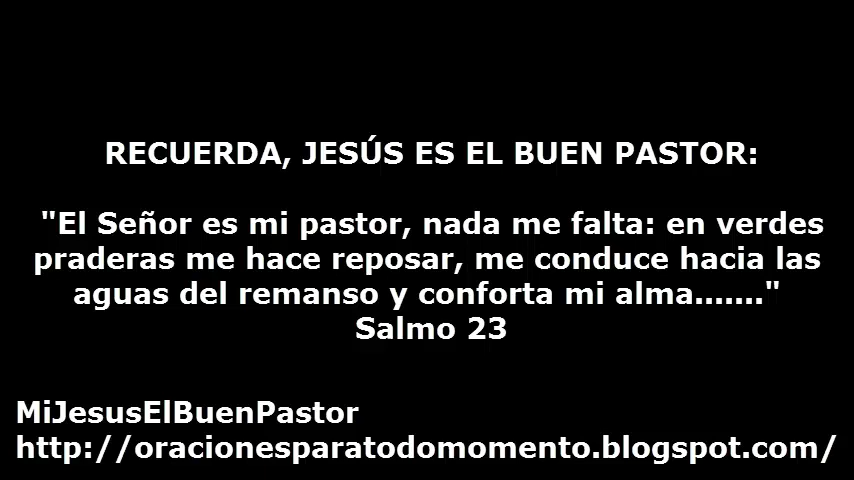 RECUERDA, JESÚS ES EL BUEN PASTOR:
"El Señor es mi pastor, nada me falta: en verdes
praderas me hace reposar, me conduce hacia las
aguas del remanso y conforta mi alma......."
Salmo 23
MiJesusElBuenPastor
http://oracionesparatodomomento.blogspot.com/